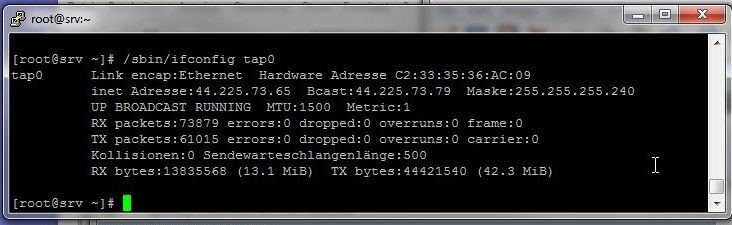 root@srv:~
[root@srv ~]# /sbin/ifconfig tap0
tap0 Link encap:Ethernet Hardware Adresse C2:33:35:36:AC:09
inet Adresse:44.225.73.65 Bcast:44.225.73.79 Maske:255.255.255.240
UP BROADCAST RUNNING MTU:1500 Metric:1
RX packets:73879 errors:0 dropped:0 overruns:0 frame:0
TX packets:61015 errors:0 dropped:0 overruns:0 carrier:0
Kollisionen:0 Sendewarteschlangenlänge:500
RX bytes:13835568 (13.1 MiB) TX bytes:44421540 (42.3 MiB)
[root@srv ~]#